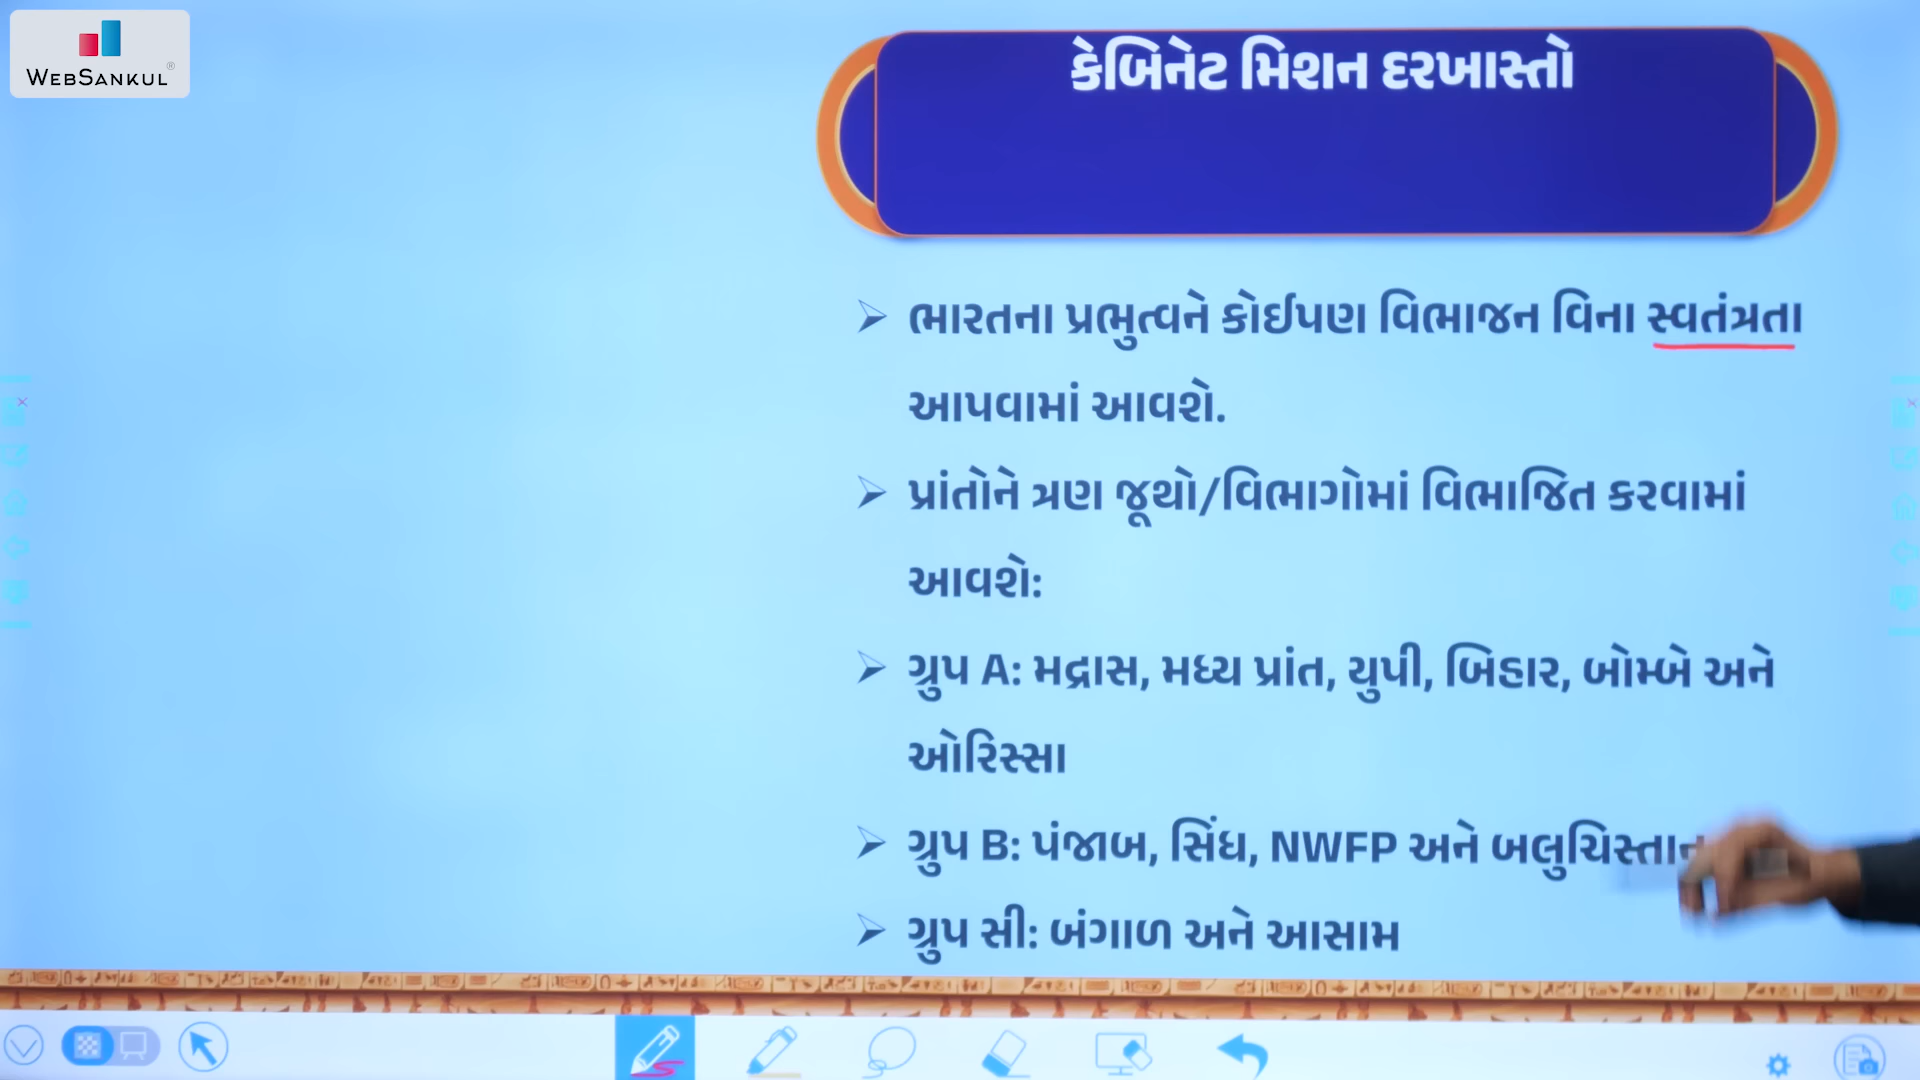 WEBSANKUL®
કેબિનેટ મિશન દરખાસ્તો
ભારતના પ્રભુત્વને કોઈપણ વિભાજન વિના સ્વતંત્રતા
આપવામાં આવશે.
પ્રાંતોને ત્રણ જૂથો/વિભાગોમાં વિભાજિત કરવામાં
આવશે:
ગ્રુપ A: મદ્રાસ, મધ્ય પ્રાંત, યુપી, બિહાર, બોમ્બે અને
ઓરિસ્સા
ગ્રુપ B: પંજાબ, સિંધ, NWFP અને બલુચિસ્તાન
ગ્રુપ સી: બંગાળ અને આસામ